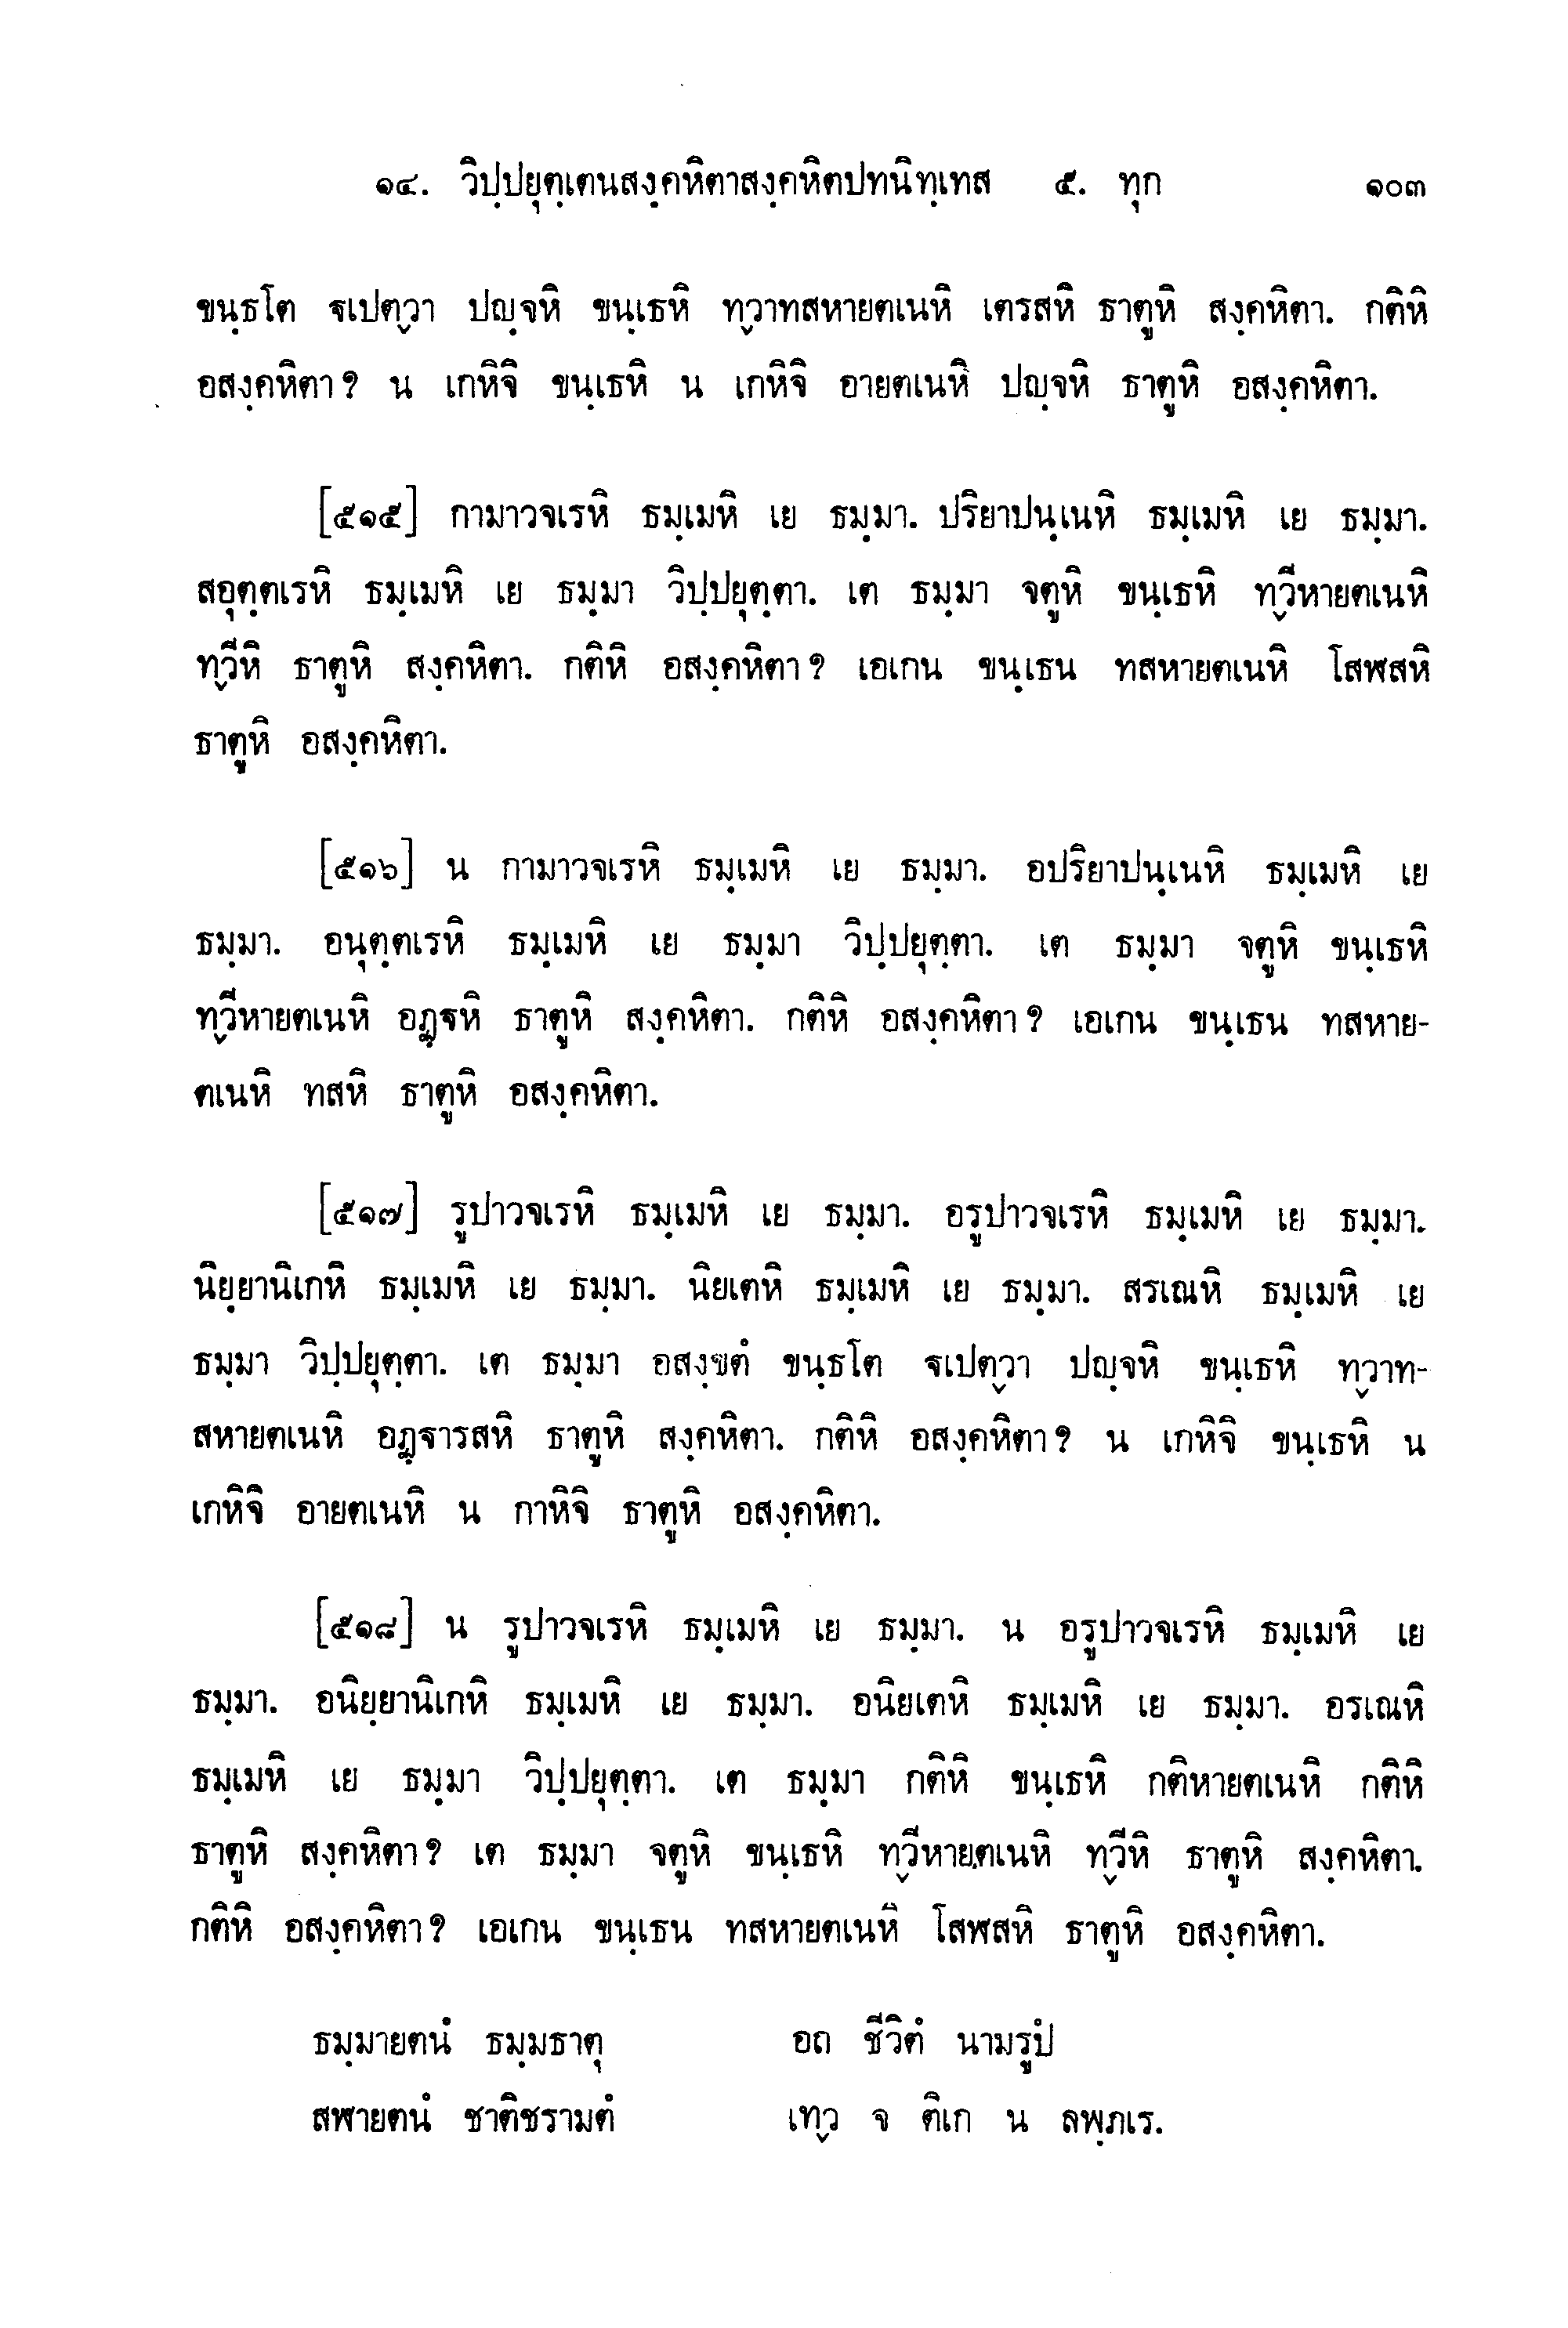 ๑๔. วิปฺปยุตฺเตนสงฺคหิตาสงฺคหิตปทนิทฺเทส ๕. ทุก ๑๐๓
ขนฺธโต ฐเปตฺวา ปญฺจหิ ขนฺเธหิ ทฺวาทสหายตเนหิ เตรสหิ ธาตูหิ สงฺคหิตา. กติหิ
อสงฺคหิตา? น เกหิจิ ขนฺเธหิ น เกหิจิ อายตเนหิ ปญฺจหิ ธาตูหิ อสงฺคหิตา.
[๕๑๕] กามาวจเรหิ ธมฺเมหิ เย ธมฺมา. ปริยาปนฺเนหิ ธมฺเมหิ เย ธมฺมา.
สอุตฺตเรหิ ธมฺเมหิ เย ธมฺมา วิปฺปยุตฺตา. เต ธมฺมา จตูหิ ขนฺเธหิ ทฺวีหายตเนหิ
ทฺวีหิ ธาตูหิ สงฺคหิตา. กติหิ อสงฺคหิตา? เอเกน ขนฺเธน ทสหายตเนหิ โสฬสหิ
ธาตูหิ อสงฺคหิตา.
[๕๑๖] น กามาวจเรหิ ธมฺเมหิ เย ธมฺมา. อปริยาปนฺเนหิ ธมฺเมหิ เย
ธมฺมา. อนุตฺตเรหิ ธมฺเมหิ เย ธมฺมา วิปฺปยุตฺตา. เต ธมฺมา จตูหิ ขนฺเธหิ
ทฺวีหายตเนหิ อฏฺฐหิ ธาตูหิ สงฺคหิตา. กติหิ อสงฺคหิตา? เอเกน ขนฺเธน ทสหาย-
ตเนหิ ทสหิ ธาตูหิ อสงฺคหิตา.
[๕๑๗] รูปาวจเรหิ ธมฺเมหิ เย ธมฺมา. อรูปาวจเรหิ ธมฺเมหิ เย ธมฺมา.
นิยฺยานิเกหิ ธมฺเมหิ เย ธมฺมา. นิยเตหิ ธมฺเมหิ เย ธมฺมา. สรเณหิ ธมฺเมหิ เย
ธมฺมา วิปฺปยุตฺตา. เต ธมฺมา อสงฺขตํ ขนฺธโต ฐเปตฺวา ปญฺจหิ ขนฺเธหิ ทฺวาท-
สหายตเนหิ อฏฺฐารสหิ ธาตูหิ สงฺคหิตา. กติหิ อสงฺคหิตา? น เกหิจิ ขนฺเธหิ น
เกหิจิ อายตเนหิ น กาหิจิ ธาตูหิ อสงฺคหิตา.
[๕๑๘] น รูปาวจเรหิ ธมฺเมหิ เย ธมฺมา. น อรูปาวจเรหิ ธมฺเมหิ เย
ธมฺมา. อนิยฺยานิเกหิ ธมฺเมหิ เย ธมฺมา. อนิยเตหิ ธมฺเมหิ เย ธมฺมา. อรเณหิ
ธมฺเมหิ เย ธมฺมา วิปฺปยุตฺตา. เต ธมฺมา กติหิ ขนฺเธหิ กติหายตเนหิ กติหิ
ธาตูหิ สงฺคหิตา? เต ธมฺมา จตูหิ ขนฺเธหิ ทฺวีหายตเนหิ ทฺวีหิ ธาตูหิ สงฺคหิตา.
กติหิ อสงฺคหิตา? เอเกน ขนฺเธน ทสหายตเนหิ โสฬสหิ ธาตูหิ อสงฺคหิตา.
ธมฺมายตนํ ธมฺมธาตุ อถ ชีวิตํ นามรูปํ
สฬายตนํ ชาติชรามตํ เทฺว จ ติเก น ลพฺภเร.